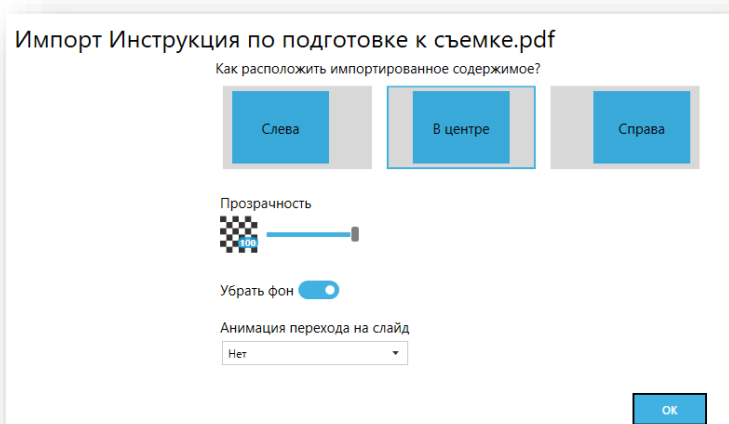 Импорт Инструкция по подготовке к съемке.pdf
Как расположить импортированное содержимое?
Слева В центре Справа
Прозрачность
100
Убрать фон
Анимация перехода на слайд
Нет
ОК